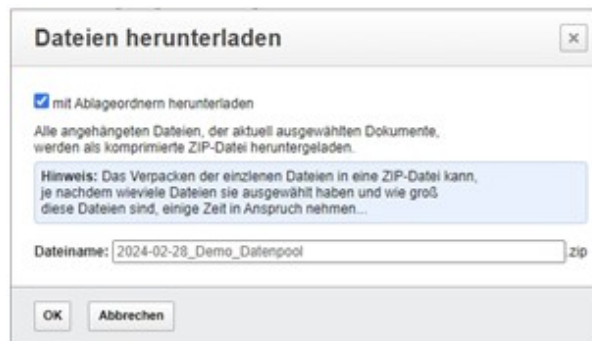 Dateien herunterladen
mit Ablageordnern herunterladen
Alle angehängten Dateien, der aktuell ausgewählten Dokumente,
werden als komprimierte ZIP-Datei heruntergeladen.
Hinweis: Das Verpacken der einzlenen Dateien in eine ZIP-Datei kann,
je nachdem wieviele Dateien sie ausgewählt haben und wie groß
diese Dateien sind, einige Zeit in Anspruch nehmen...
Dateiname: 2024-02-28_Demo_Datenpool .zip
OK Abbrechen